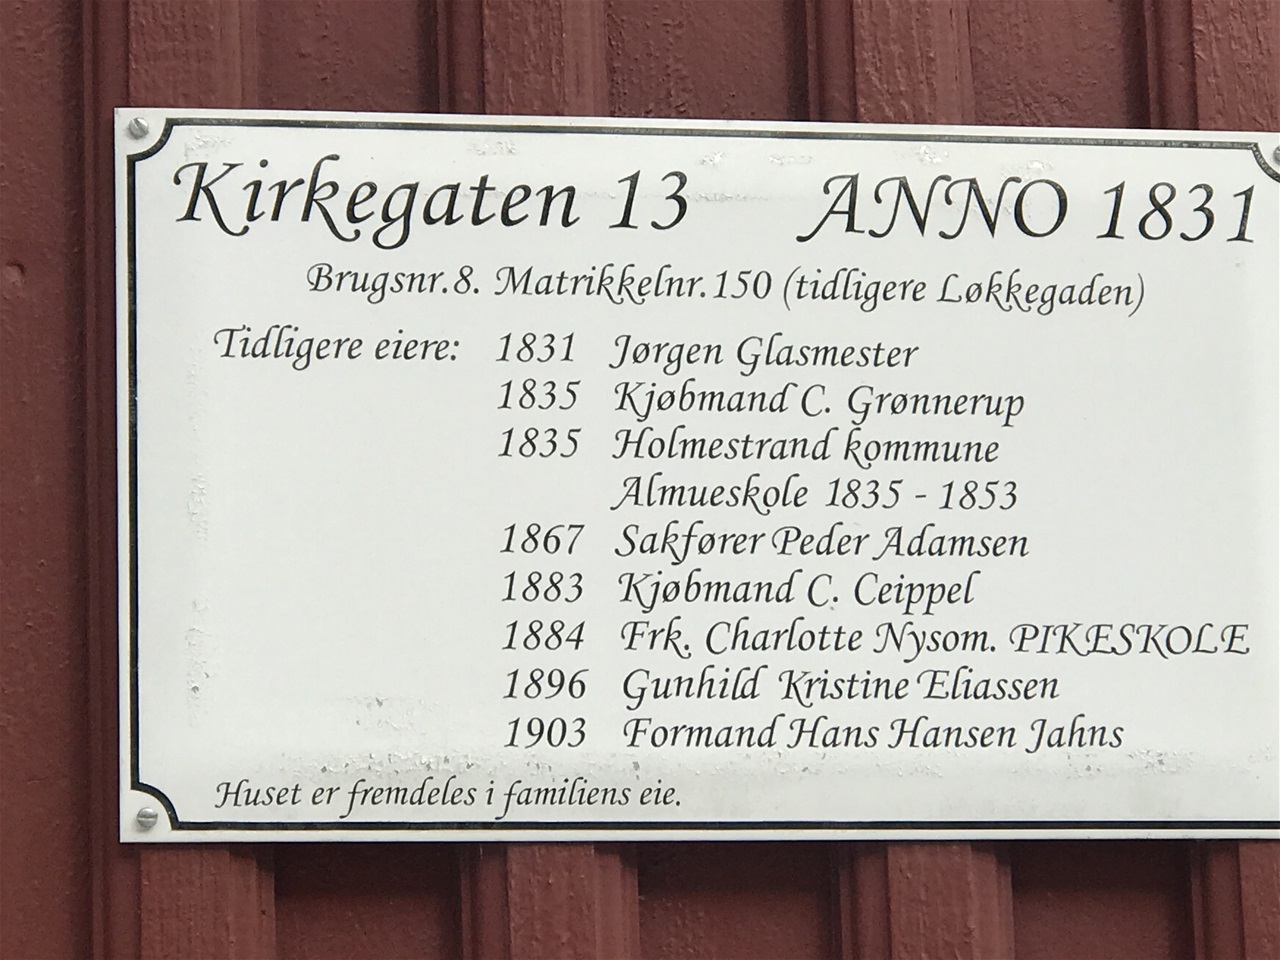 Kirkegaten 13 ANNO 1831
Brugsnr.8. Matrikkelnr.150 (tidligere Løkkegaden)
Tidligere eiere: 1831 Jørgen Glasmester
1835 Kjøbmand C. Grønnerup
1835 Holmestrand kommune
Almueskole 1835 - 1853
1867 Sakfører Peder Adamsen
1883 Kjøbmand C. Ceippel
1884 Frk. Charlotte Nysom. PIKESKOLE
1896 Gunhild Kristine Eliassen
1903 Formand Hans Hansen Jahns
Huset er fremdeles i familiens eie.